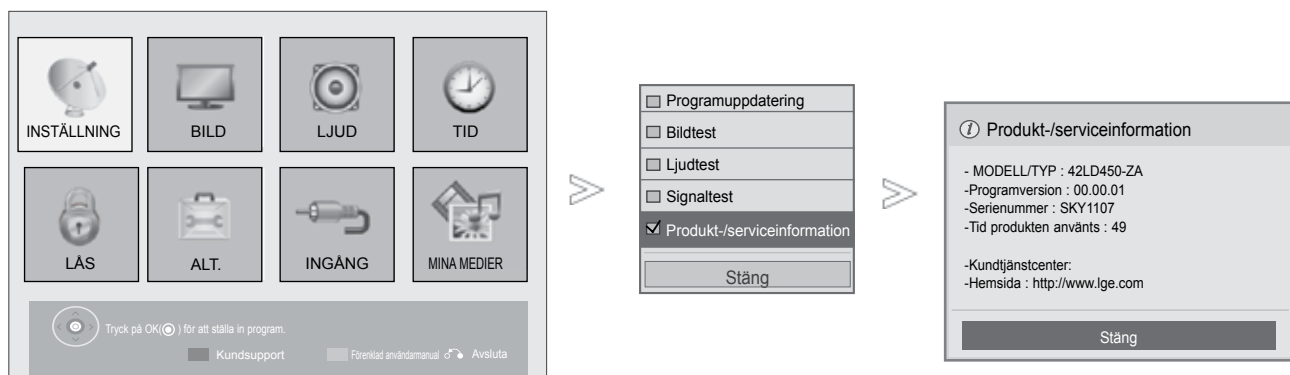 INSTÄLLNING
BILD
LJUD
TID
LÅS
ALT.
INGÅNG
MINA MEDIER
Tryck på OK( ) för att ställa in program.
Kundsupport
Förenklad användarmanual
Avsluta
Programuppdatering
Bildtest
Ljudtest
Signaltest
Produkt-/serviceinformation
Stäng
i Produkt-/serviceinformation
- MODELL/TYP : 42LD450-ZA
-Programversion : 00.00.01
-Serienummer : SKY1107
-Tid produkten använts : 49
-Kundtjänstcenter:
-Hemsida : http://www.lge.com
Stäng